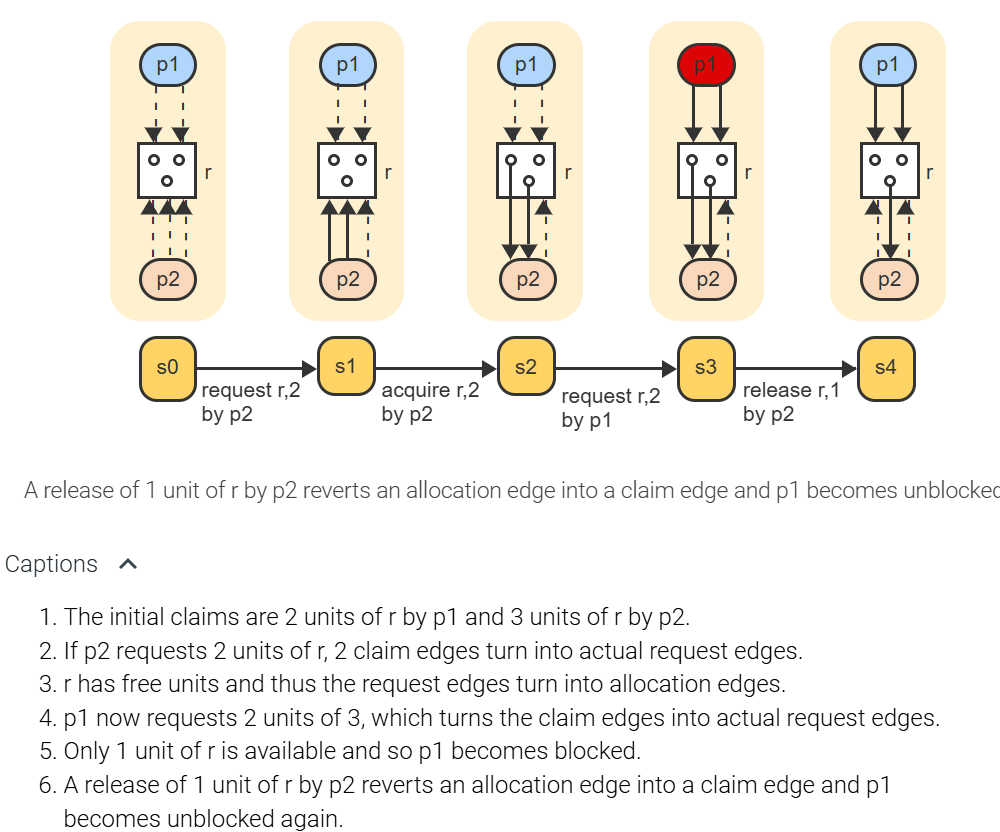 p1 p1 p1 p1 p1
r r r r r
p2 p2 p2 p2 p2
s0 s1 s2 s3 s4
request r,2
by p2
acquire r,2
by p2
request r,2
by p1
release r,1
by p2
A release of 1 unit of r by p2 reverts an allocation edge into a claim edge and p1 becomes unblocked
Captions
1. The initial claims are 2 units of r by p1 and 3 units of r by p2.
2. If p2 requests 2 units of r, 2 claim edges turn into actual request edges.
3. r has free units and thus the request edges turn into allocation edges.
4. p1 now requests 2 units of 3, which turns the claim edges into actual request edges.
5. Only 1 unit of r is available and so p1 becomes blocked.
6. A release of 1 unit of r by p2 reverts an allocation edge into a claim edge and p1
becomes unblocked again.